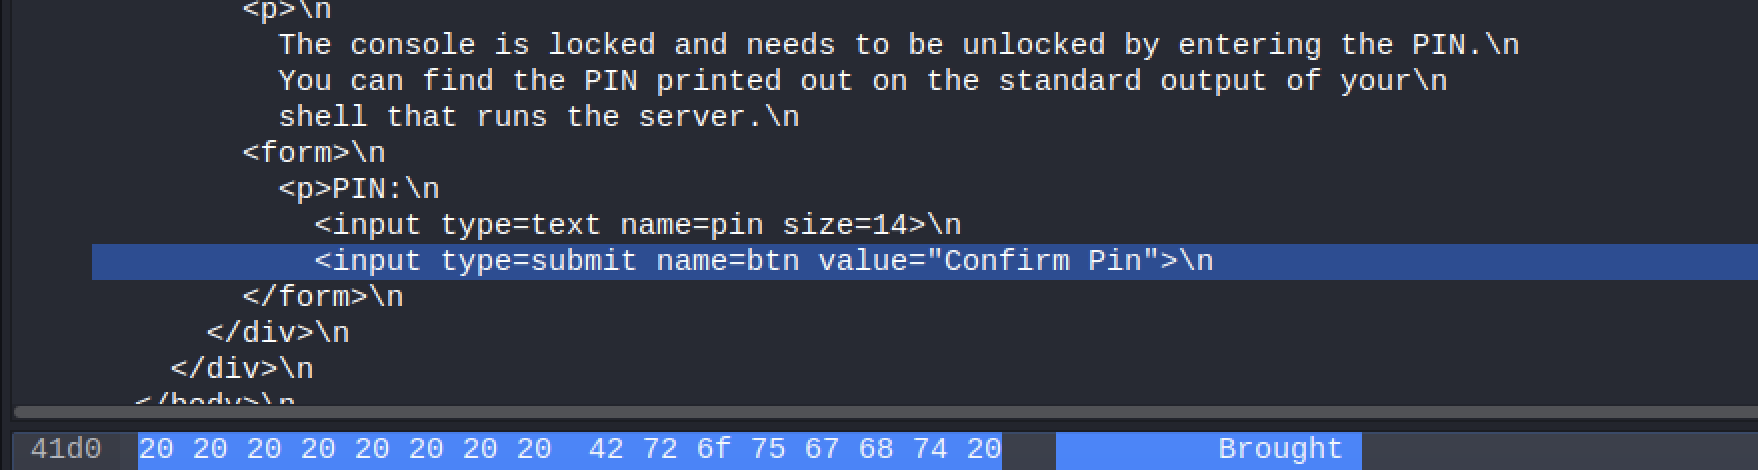 <p>\n
The console is locked and needs to be unlocked by entering the PIN.\n
You can find the PIN printed out on the standard output of your\n
shell that runs the server.\n
<form>\n
<p>PIN:\n
<input type=text name=pin size=14>\n
<input type=submit name=btn value="Confirm Pin">\n
</form>\n
</div>\n
</div>\n
</body>\n
41d0 20 20 20 20 20 20 20 20 42 72 6f 75 67 68 74 20 Brought